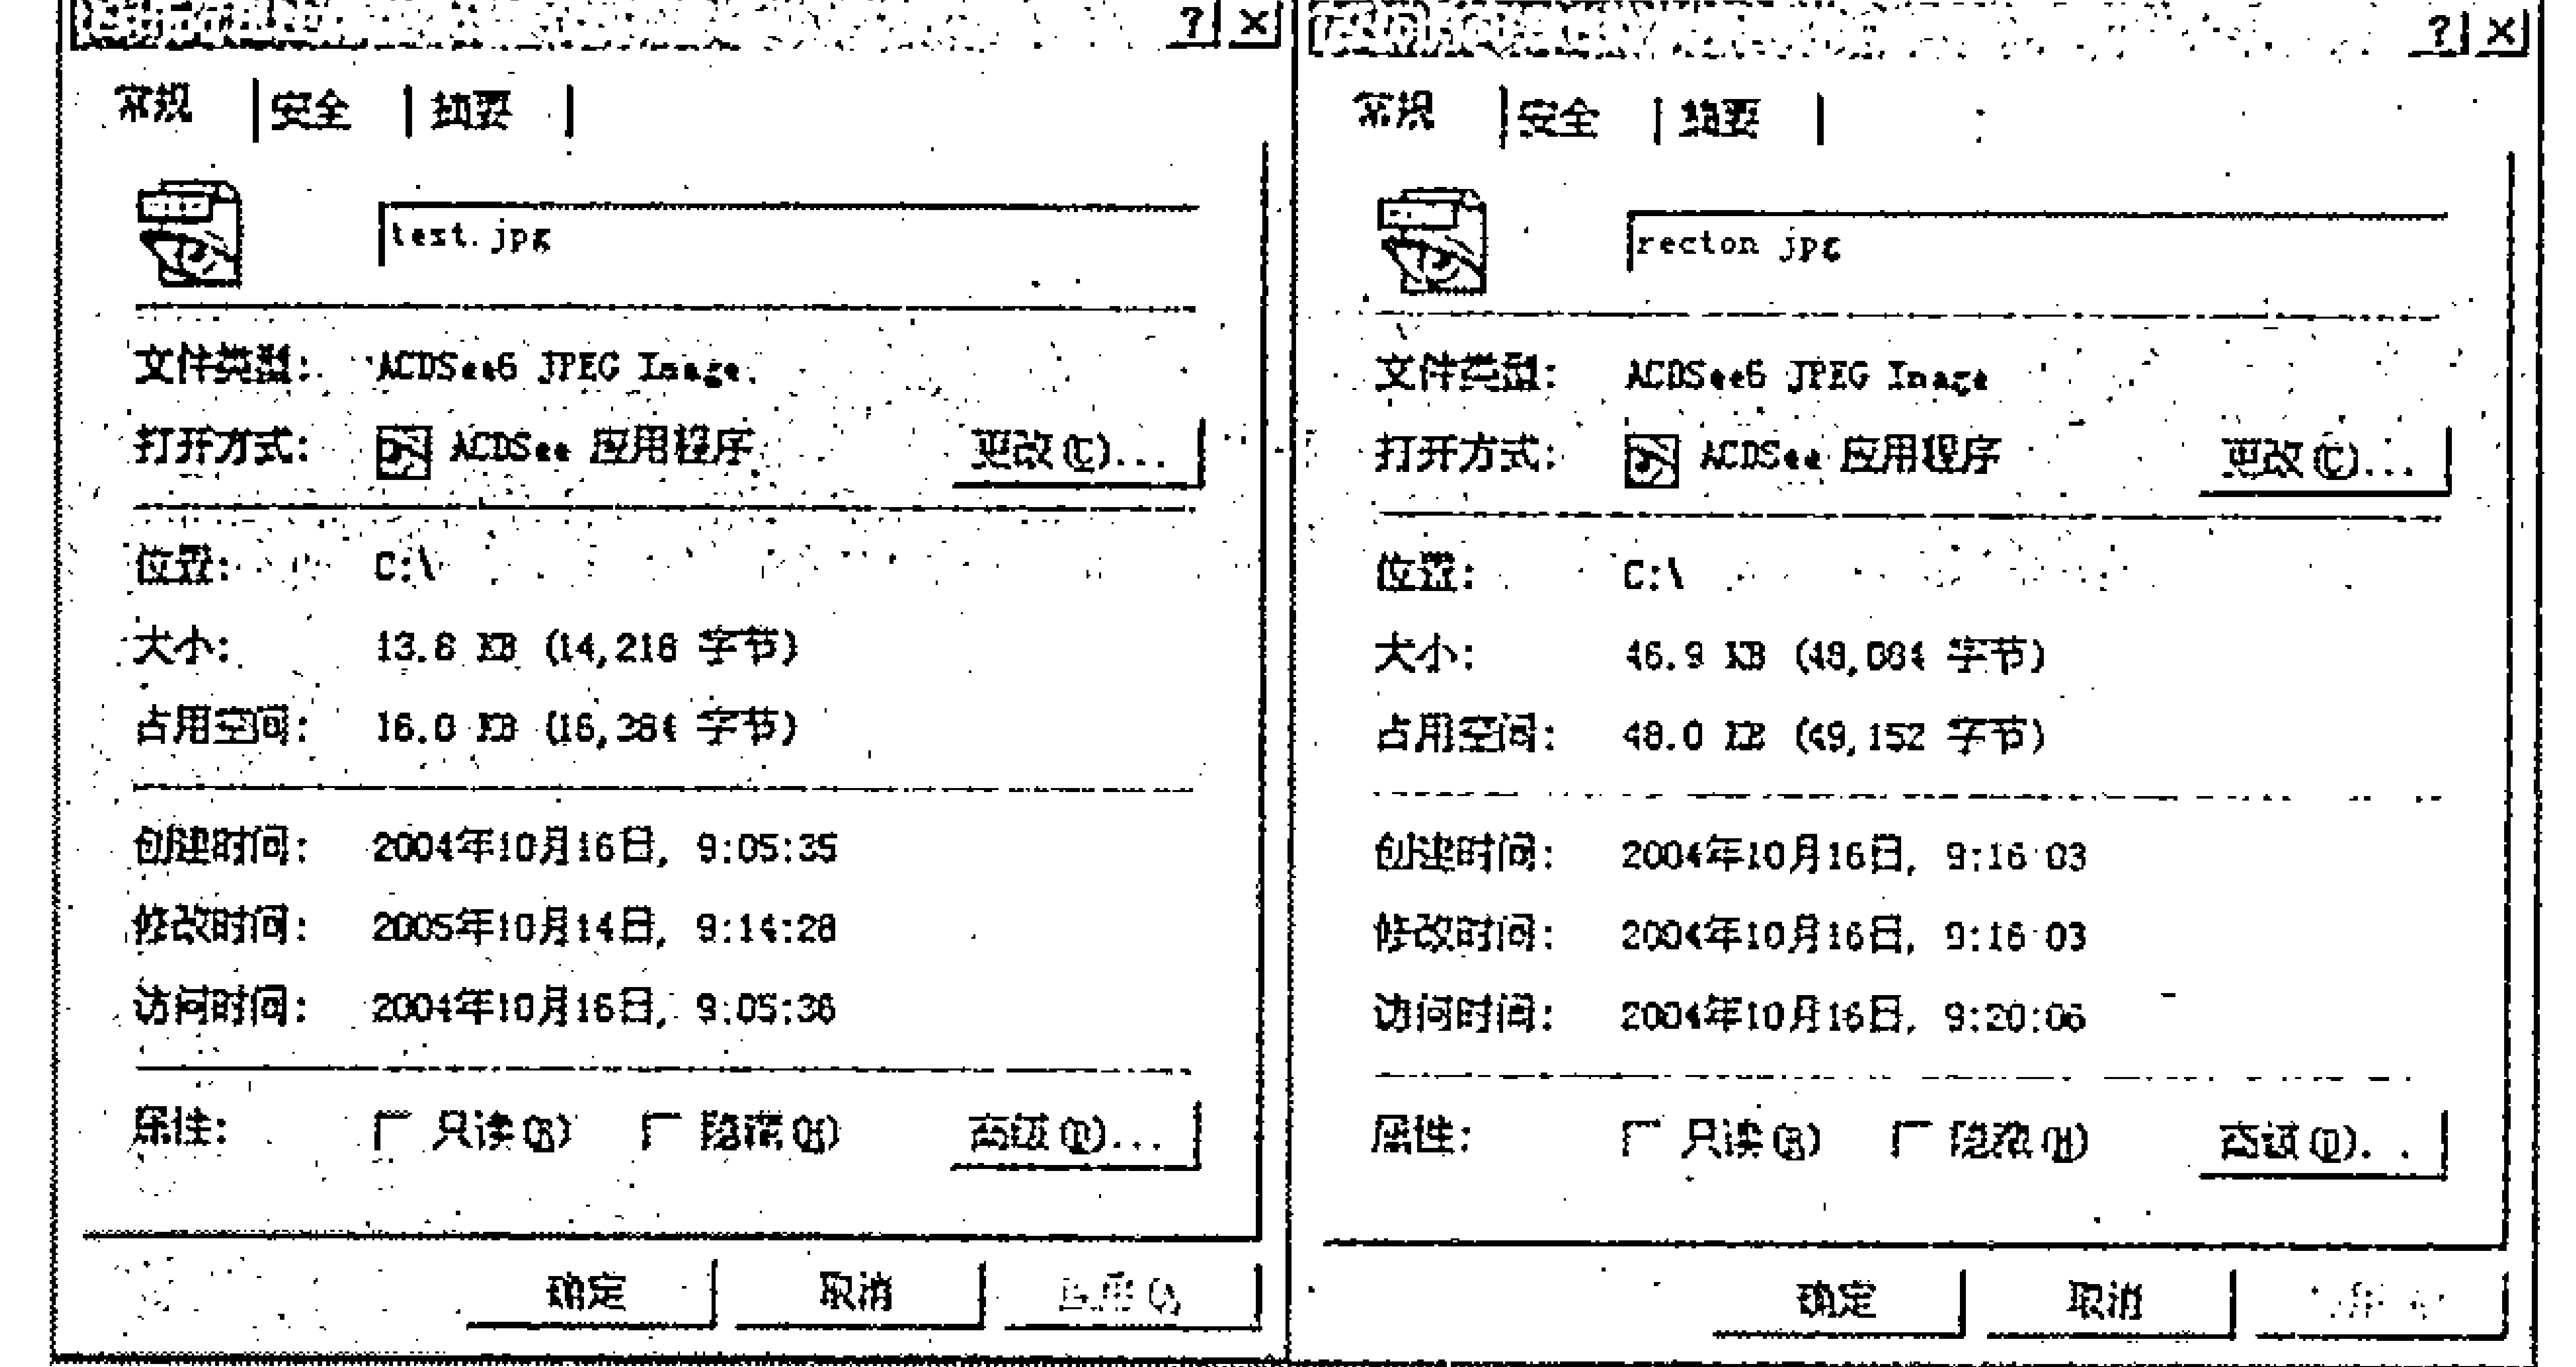 ? ×
常规 安全 摘要
test.jpg
文件类型: ACDSee6 JPEG Image
打开方式: ACDSee 应用程序 更改(C)...
位置: C:\
大小: 13.8 KB (14,216 字节)
占用空间: 16.0 KB (16,384 字节)
创建时间: 2004年10月16日, 9:05:35
修改时间: 2005年10月14日, 9:14:28
访问时间: 2004年10月16日, 9:05:36
属性: 只读(R) 隐藏(H) 高级(D)...
确定 取消 应用(A)
? ×
常规 安全 摘要
recton jpg
文件类型: ACDSee6 JPEG Image
打开方式: ACDSee 应用程序 更改(C)...
位置: C:\
大小: 46.9 KB (48,084 字节)
占用空间: 48.0 KB (49,152 字节)
创建时间: 2004年10月16日, 9:16:03
修改时间: 2004年10月16日, 9:16:03
访问时间: 2004年10月16日, 9:20:06
属性: 只读(R) 隐藏(H) 高级(D)...
确定 取消